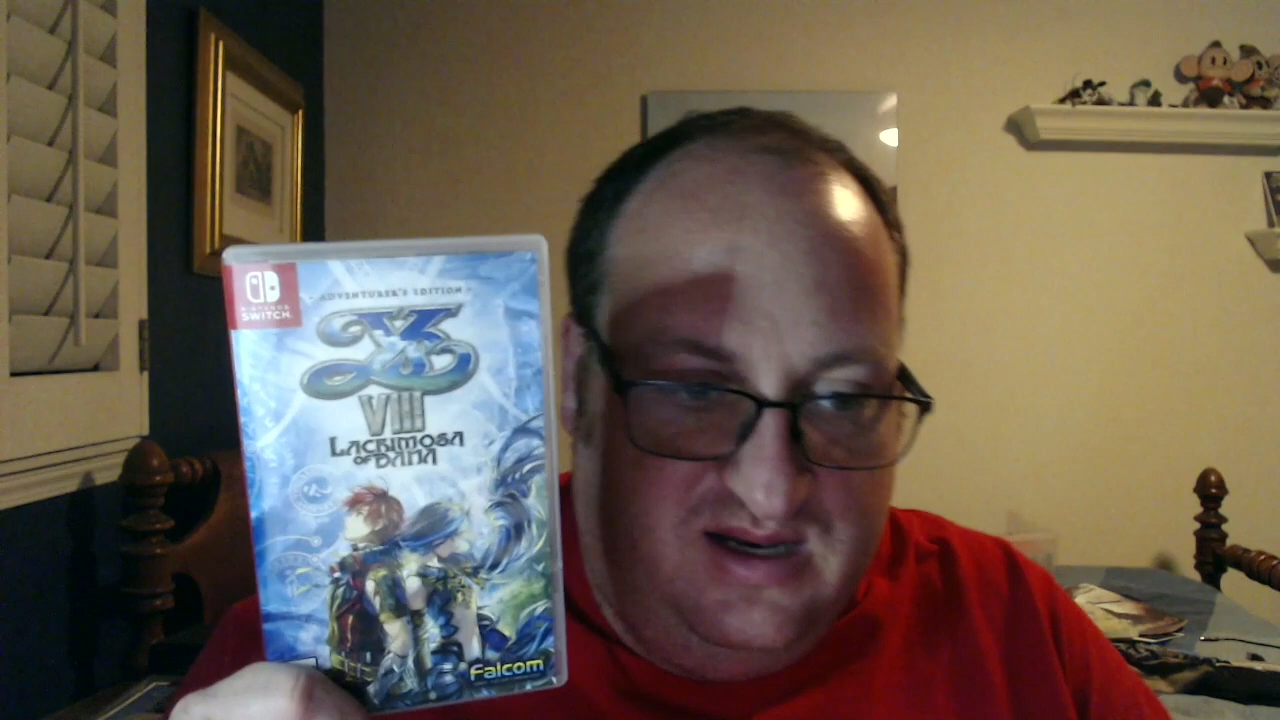 NINTENDO
SWITCH
ADVENTURER'S EDITION
Ys
VIII
LACRIMOSA
OF DANA
Falcom